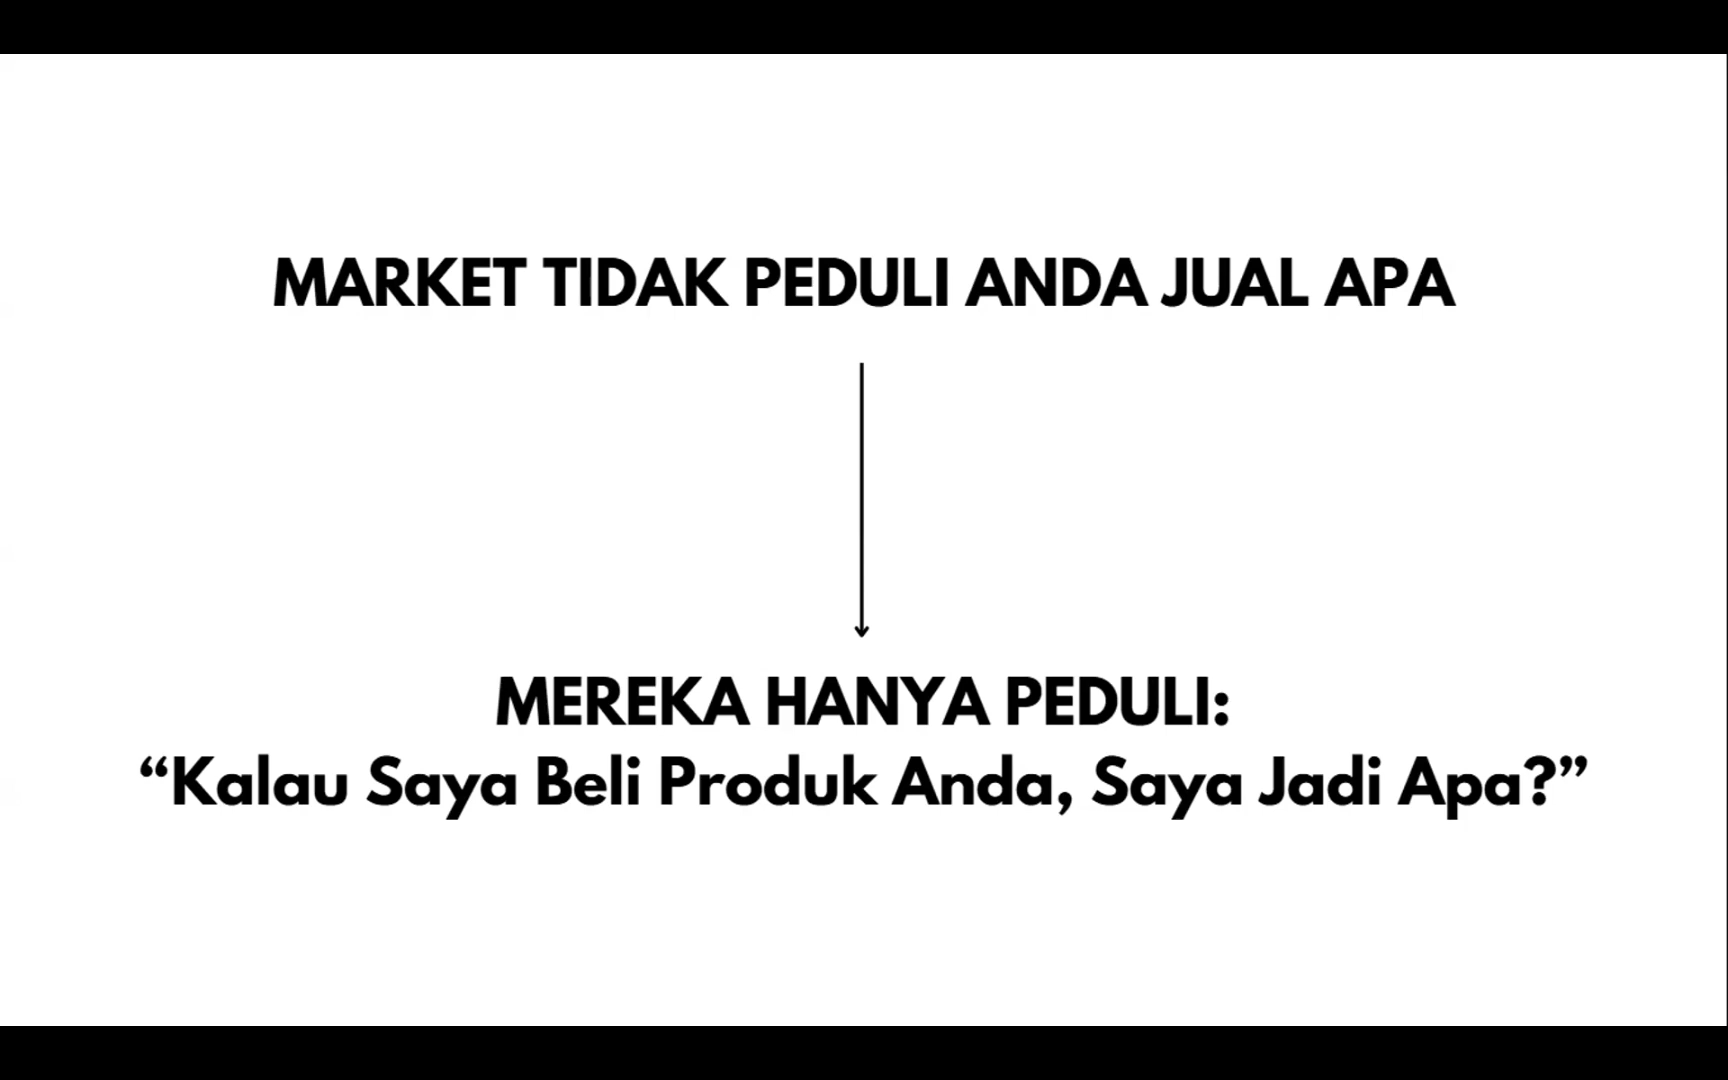 MARKET TIDAK PEDULI ANDA JUAL APA
MEREKA HANYA PEDULI:
“Kalau Saya Beli Produk Anda, Saya Jadi Apa?”